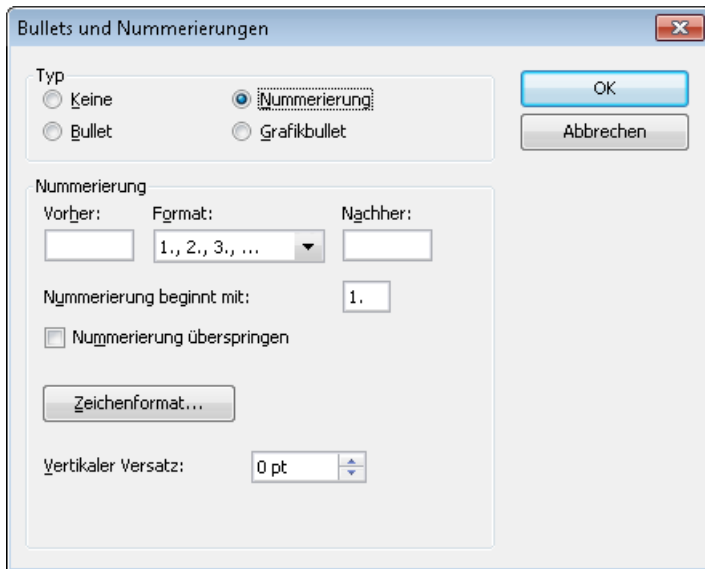 Bullets und Nummerierungen
Typ
Keine
Nummerierung
Bullet
Grafikbullet
OK
Abbrechen
Nummerierung
Vorher:
Format:
Nachher:
1., 2., 3., ...
Nummerierung beginnt mit:
1.
Nummerierung überspringen
Zeichenformat...
Vertikaler Versatz:
0 pt